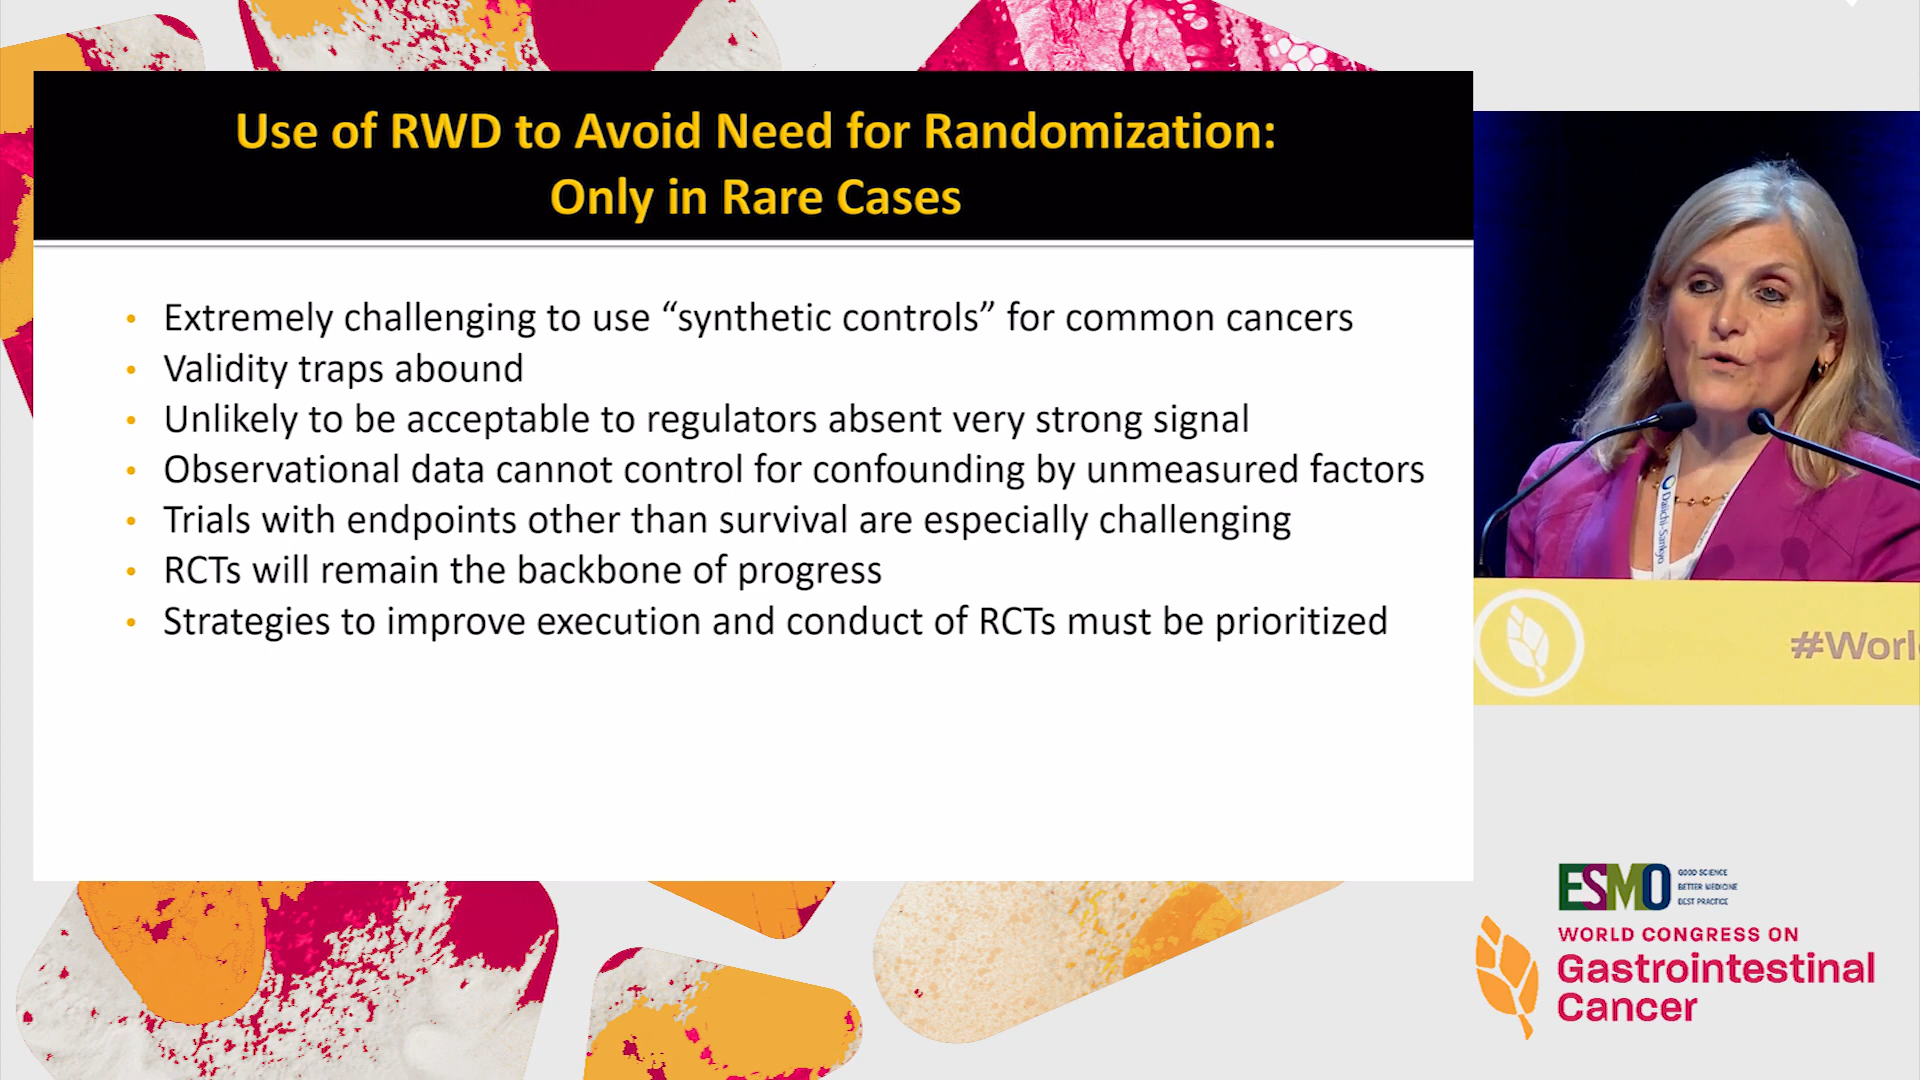 Use of RWD to Avoid Need for Randomization:
Only in Rare Cases
• Extremely challenging to use “synthetic controls” for common cancers
• Validity traps abound
• Unlikely to be acceptable to regulators absent very strong signal
• Observational data cannot control for confounding by unmeasured factors
• Trials with endpoints other than survival are especially challenging
• RCTs will remain the backbone of progress
• Strategies to improve execution and conduct of RCTs must be prioritized
Daiichi-Sankyo
#Worl
ESMO
GOOD SCIENCE
BETTER MEDICINE
BEST PRACTICE
WORLD CONGRESS ON
Gastrointestinal
Cancer